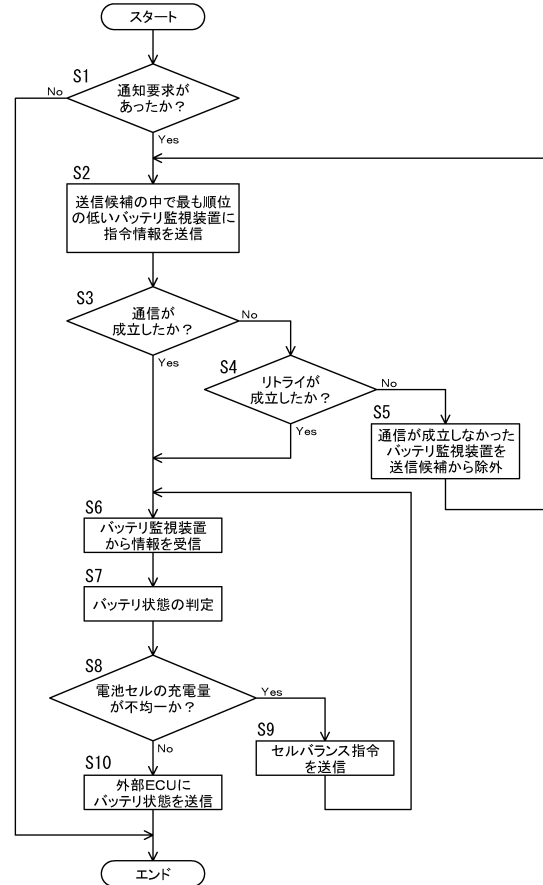 スタート
S1
通知要求が
あったか？
No
Yes
S2
送信候補の中で最も順位
の低いバッテリ監視装置に
指令情報を送信
S3
通信が
成立したか？
No
Yes
S4
リトライが
成立したか？
No
Yes
S5
通信が成立しなかった
バッテリ監視装置を
送信候補から除外
S6
バッテリ監視装置
から情報を受信
S7
バッテリ状態の判定
S8
電池セルの充電量
が不均一か？
Yes
No
S9
セルバランス指令
を送信
S10
外部ECUに
バッテリ状態を送信
エンド